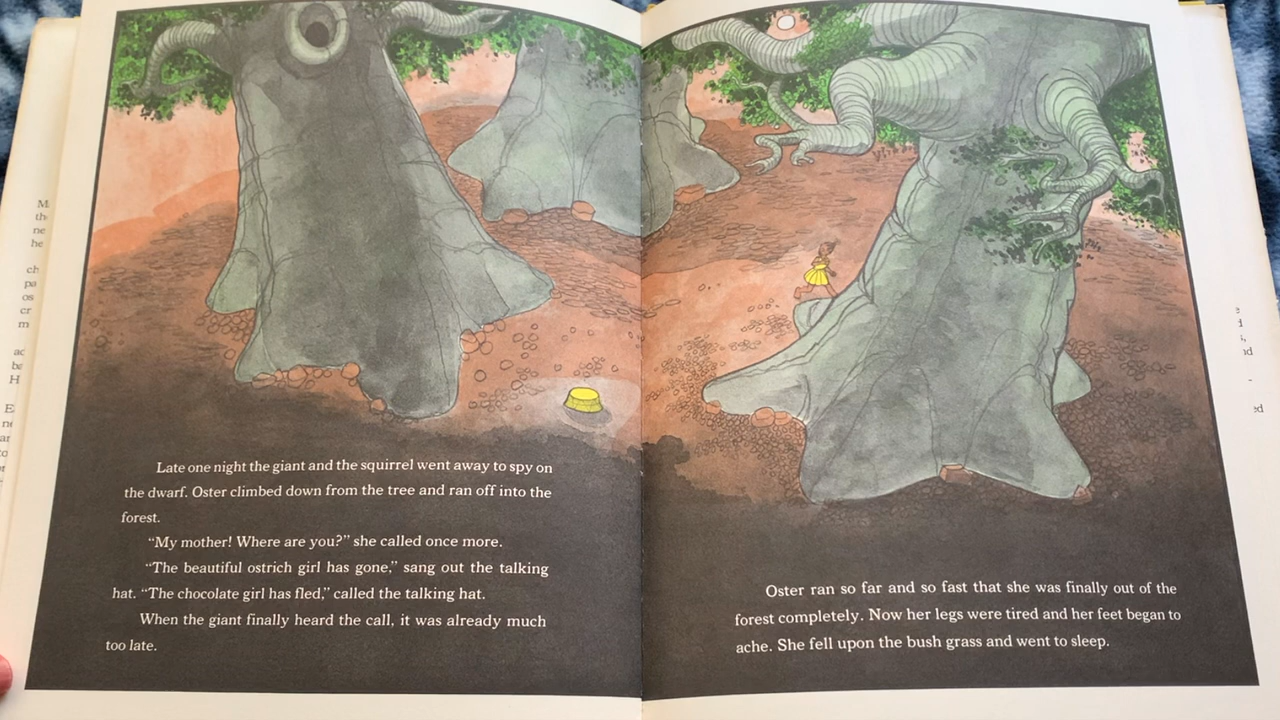 Late one night the giant and the squirrel went away to spy on
the dwarf. Oster climbed down from the tree and ran off into the
forest.
“My mother! Where are you?” she called once more.
“The beautiful ostrich girl has gone,” sang out the talking
hat. “The chocolate girl has fled,” called the talking hat.
When the giant finally heard the call, it was already much
too late.
Oster ran so far and so fast that she was finally out of the
forest completely. Now her legs were tired and her feet began to
ache. She fell upon the bush grass and went to sleep.